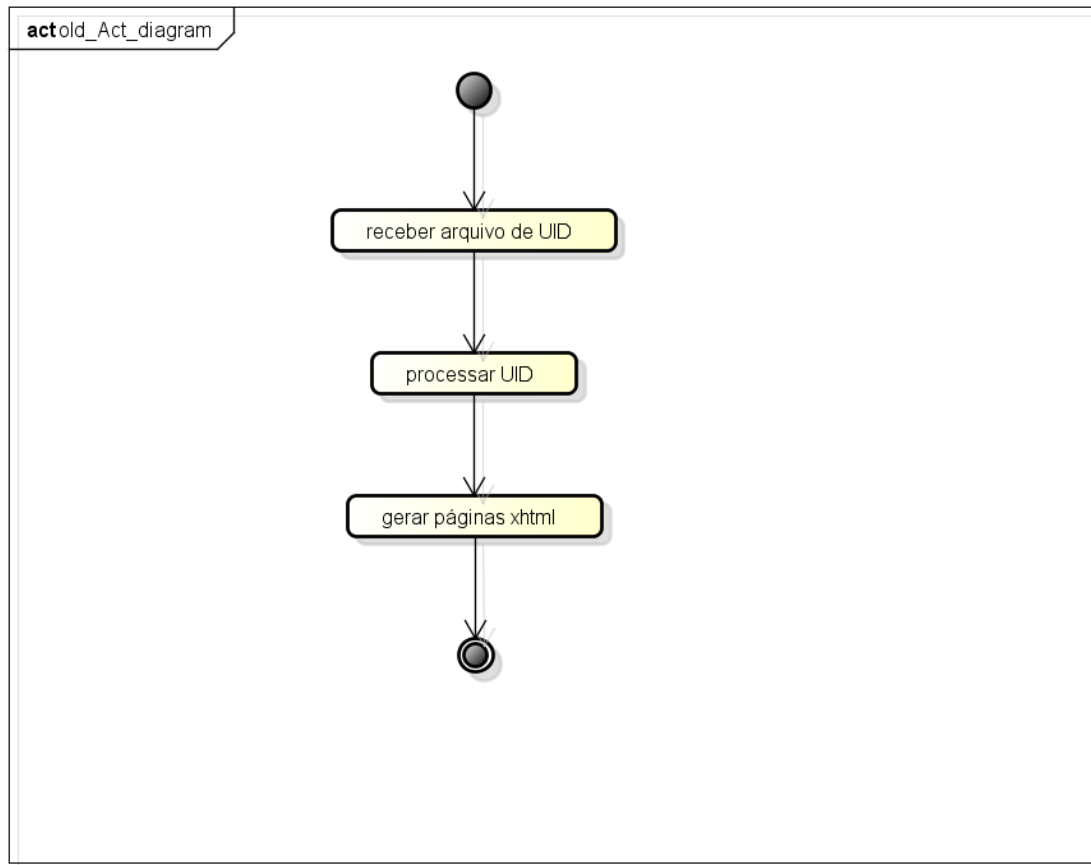 act old_Act_diagram
receber arquivo de UID
processar UID
gerar páginas xhtml